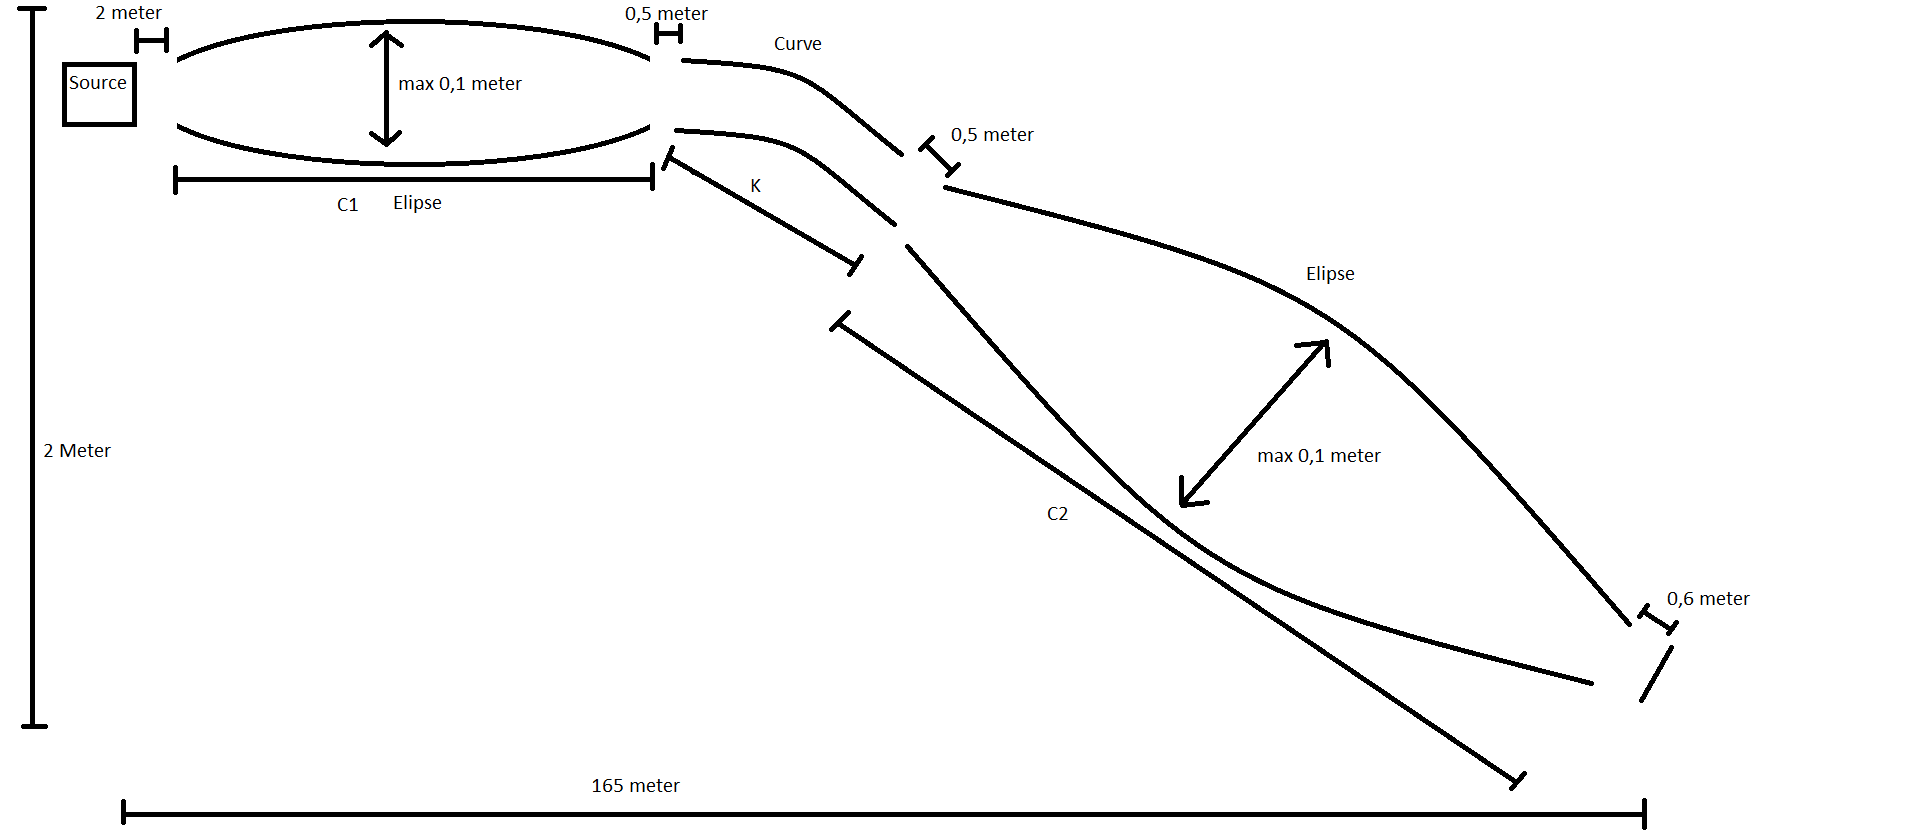 2 meter
0,5 meter
Curve
Source
max 0,1 meter
0,5 meter
K
C1
Elipse
Elipse
2 Meter
max 0,1 meter
C2
0,6 meter
165 meter